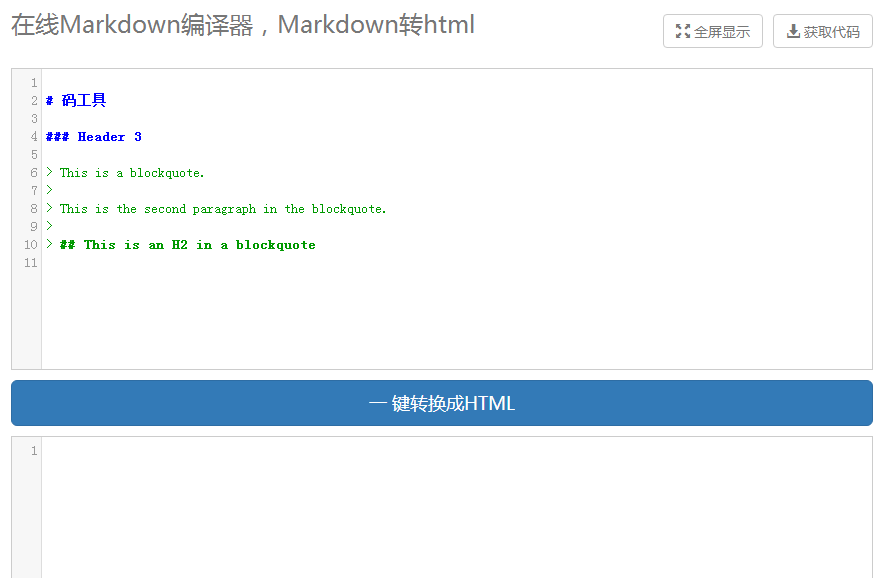 在线Markdown编译器，Markdown转html
全屏显示
获取代码
1
2 # 码工具
3
4 ### Header 3
5
6 > This is a blockquote.
7 >
8 > This is the second paragraph in the blockquote.
9 >
10 > ## This is an H2 in a blockquote
11
一键转换成HTML
1